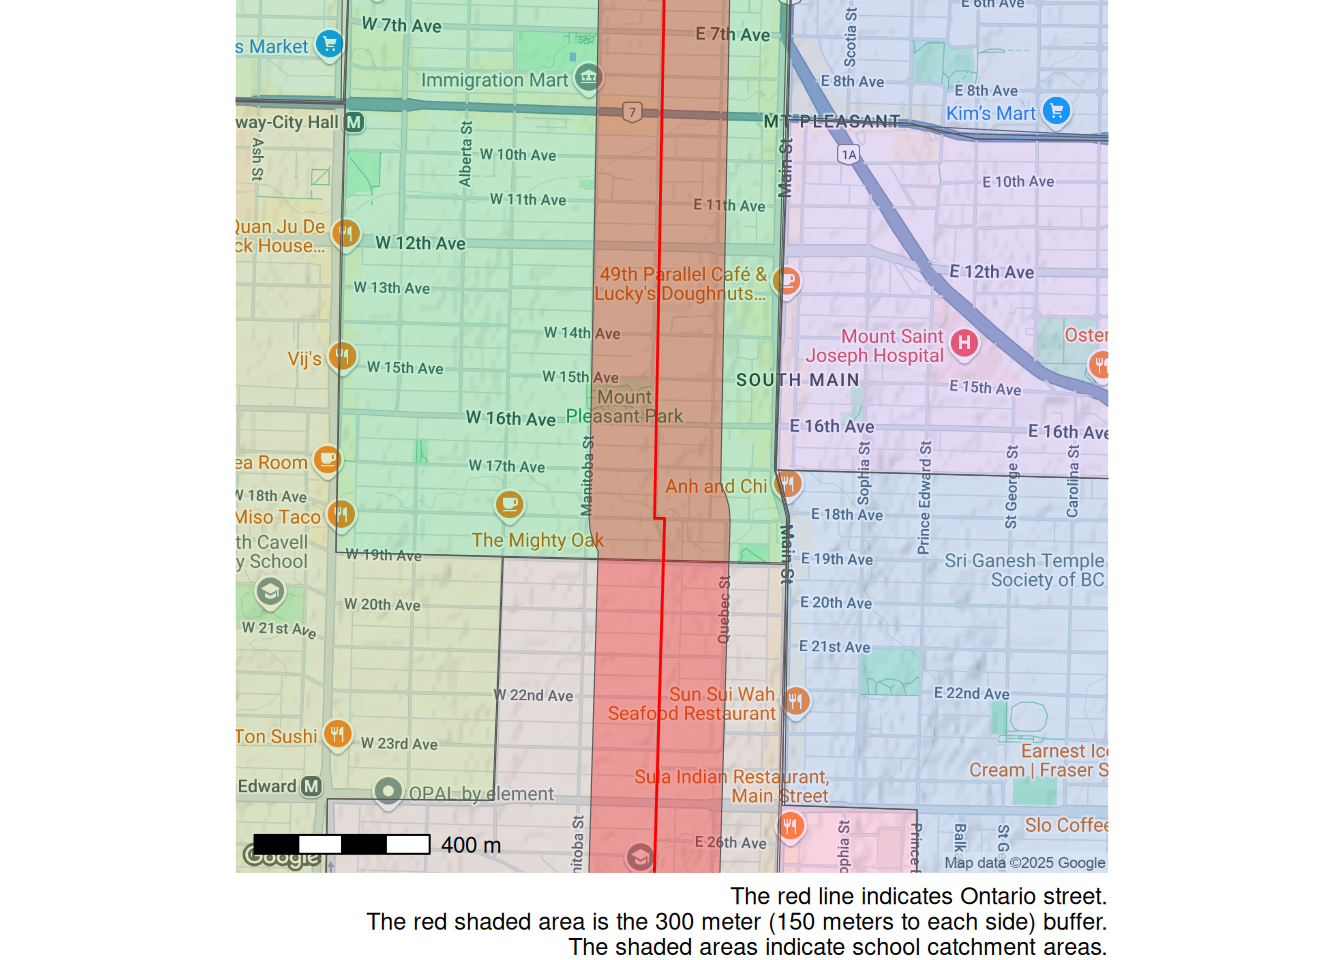 E 6th Ave
W 7th Ave
E 7th Ave
Scotia St
s Market
Immigration Mart
E 8th Ave
E 8th Ave
Kim's Mart
7
way-City Hall
M
MT PLEASANT
Ash St
Alberta St
W 10th Ave
Main St
1A
E 10th Ave
W 11th Ave
E 11th Ave
Quan Ju De
ck House...
W 12th Ave
E 12th Ave
49th Parallel Café &
Lucky's Doughnuts...
W 13th Ave
W 14th Ave
Mount Saint
Joseph Hospital
H
Oster
Vij's
W 15th Ave
W 15th Ave
SOUTH MAIN
E 15th Ave
Mount
Pleasant Park
W 16th Ave
E 16th Ave
E 16th Ave
ea Room
W 17th Ave
Manitoba St
Anh and Chi
Sophia St
Prince Edward St
St George St
Carolina St
W 18th Ave
Miso Taco
E 18th Ave
The Mighty Oak
th Cavell
y School
W 19th Ave
Main St
E 19th Ave
Sri Ganesh Temple
Society of BC
W 20th Ave
Quebec St
E 20th Ave
W 21st Ave
E 21st Ave
W 22nd Ave
Sun Sui Wah
Seafood Restaurant
E 22nd Ave
Ton Sushi
W 23rd Ave
Earnest Ice
Cream | Fraser S
Sula Indian Restaurant,
Main Street
Edward
M
OPAL by element
nitoba St
E 26th Ave
phia St
Prince E
Balk
St Ge
Slo Coffee
400 m
Google
Map data ©2025 Google
The red line indicates Ontario street.
The red shaded area is the 300 meter (150 meters to each side) buffer.
The shaded areas indicate school catchment areas.